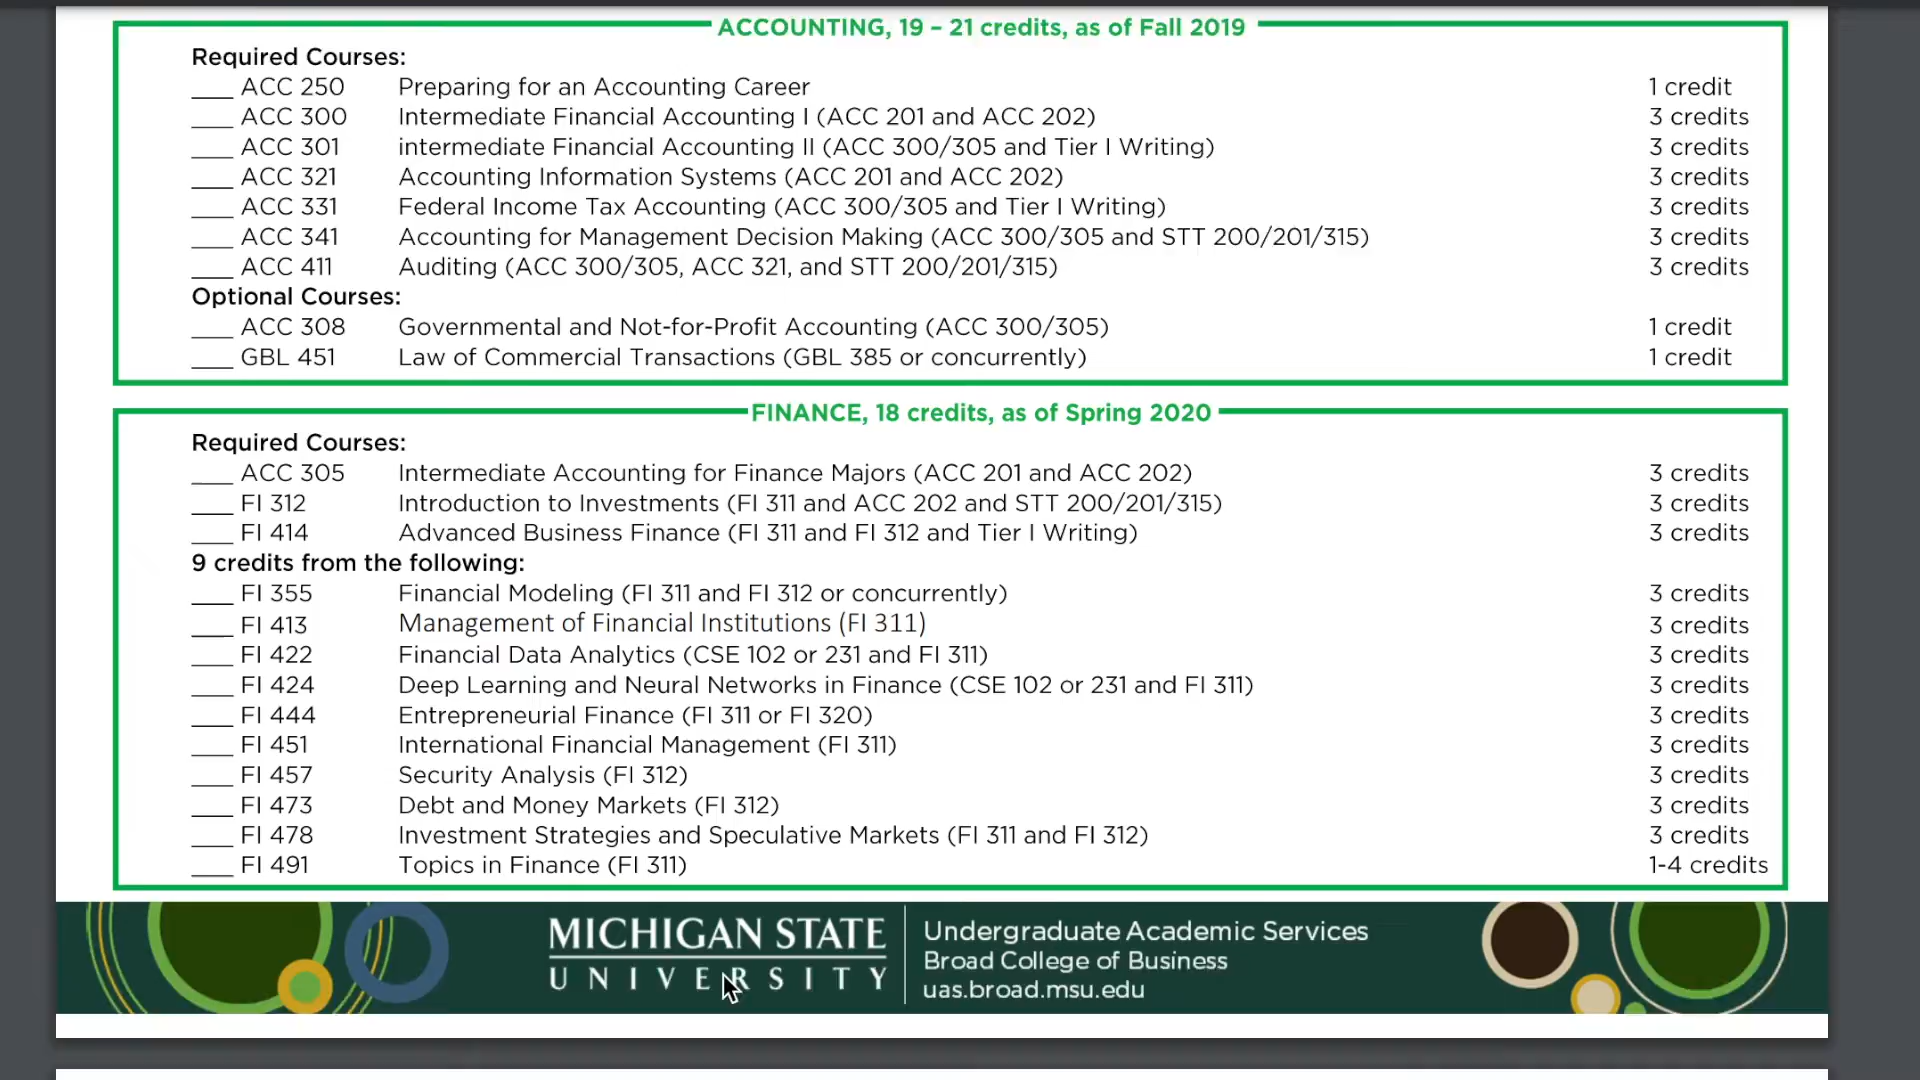 ACCOUNTING, 19 – 21 credits, as of Fall 2019
Required Courses:
___ ACC 250 Preparing for an Accounting Career 1 credit
___ ACC 300 Intermediate Financial Accounting I (ACC 201 and ACC 202) 3 credits
___ ACC 301 intermediate Financial Accounting II (ACC 300/305 and Tier I Writing) 3 credits
___ ACC 321 Accounting Information Systems (ACC 201 and ACC 202) 3 credits
___ ACC 331 Federal Income Tax Accounting (ACC 300/305 and Tier I Writing) 3 credits
___ ACC 341 Accounting for Management Decision Making (ACC 300/305 and STT 200/201/315) 3 credits
___ ACC 411 Auditing (ACC 300/305, ACC 321, and STT 200/201/315) 3 credits
Optional Courses:
___ ACC 308 Governmental and Not-for-Profit Accounting (ACC 300/305) 1 credit
___ GBL 451 Law of Commercial Transactions (GBL 385 or concurrently) 1 credit
FINANCE, 18 credits, as of Spring 2020
Required Courses:
___ ACC 305 Intermediate Accounting for Finance Majors (ACC 201 and ACC 202) 3 credits
___ FI 312 Introduction to Investments (FI 311 and ACC 202 and STT 200/201/315) 3 credits
___ FI 414 Advanced Business Finance (FI 311 and FI 312 and Tier I Writing) 3 credits
9 credits from the following:
___ FI 355 Financial Modeling (FI 311 and FI 312 or concurrently) 3 credits
___ FI 413 Management of Financial Institutions (FI 311) 3 credits
___ FI 422 Financial Data Analytics (CSE 102 or 231 and FI 311) 3 credits
___ FI 424 Deep Learning and Neural Networks in Finance (CSE 102 or 231 and FI 311) 3 credits
___ FI 444 Entrepreneurial Finance (FI 311 or FI 320) 3 credits
___ FI 451 International Financial Management (FI 311) 3 credits
___ FI 457 Security Analysis (FI 312) 3 credits
___ FI 473 Debt and Money Markets (FI 312) 3 credits
___ FI 478 Investment Strategies and Speculative Markets (FI 311 and FI 312) 3 credits
___ FI 491 Topics in Finance (FI 311) 1-4 credits
MICHIGAN STATE
UNIVERSITY
Undergraduate Academic Services
Broad College of Business
uas.broad.msu.edu